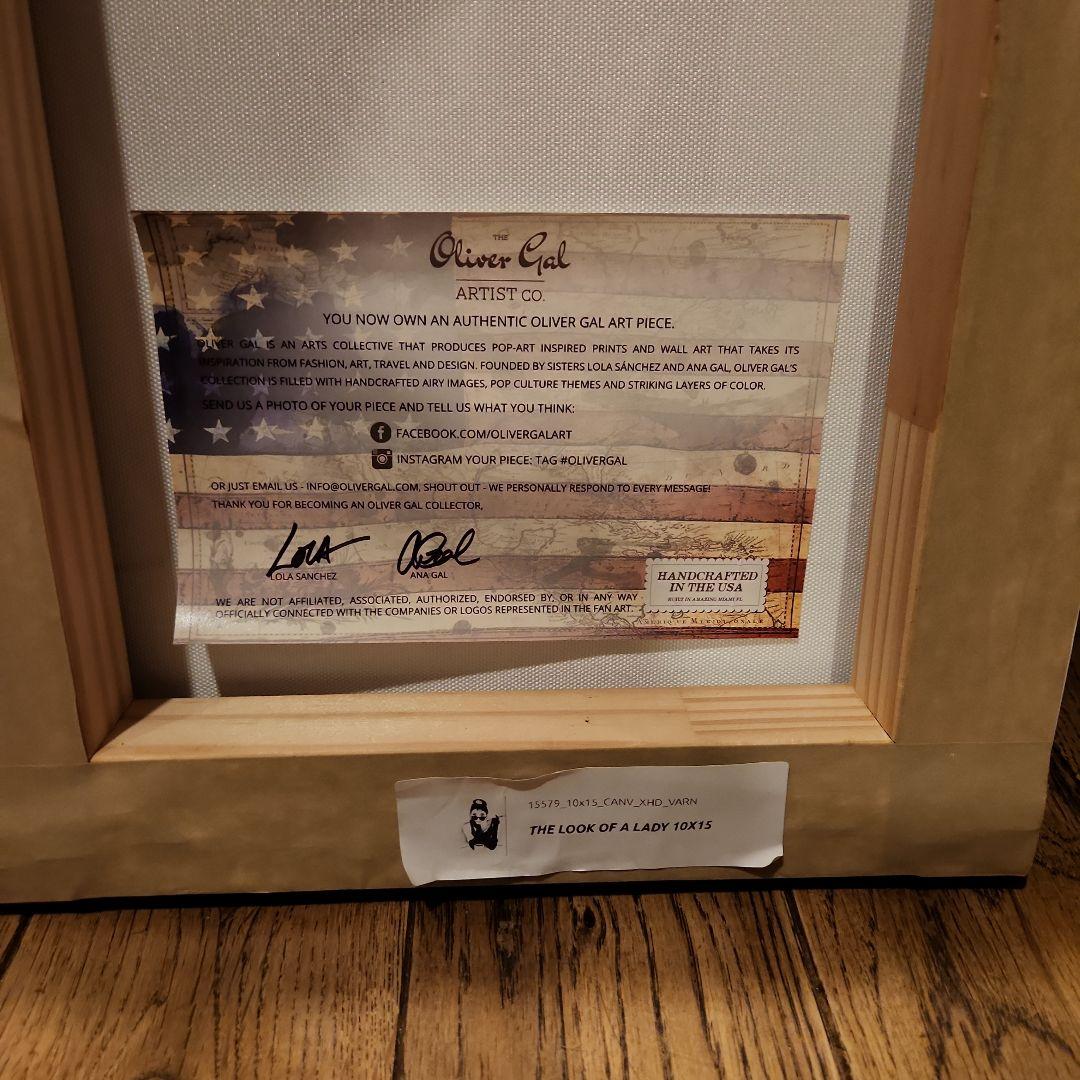 THE
Oliver Gal
ARTIST CO.
YOU NOW OWN AN AUTHENTIC OLIVER GAL ART PIECE.
OLIVER GAL IS AN ARTS COLLECTIVE THAT PRODUCES POP-ART INSPIRED PRINTS AND WALL ART THAT TAKES ITS
INSPIRATION FROM FASHION, ART, TRAVEL AND DESIGN. FOUNDED BY SISTERS LOLA SÁNCHEZ AND ANA GAL, OLIVER GAL'S
COLLECTION IS FILLED WITH HANDCRAFTED AIRY IMAGES, POP CULTURE THEMES AND STRIKING LAYERS OF COLOR.
SEND US A PHOTO OF YOUR PIECE AND TELL US WHAT YOU THINK:
FACEBOOK.COM/OLIVERGALART
INSTAGRAM YOUR PIECE: TAG #OLIVERGAL
OR JUST EMAIL US - INFO@OLIVERGAL.COM, SHOUT OUT - WE PERSONALLY RESPOND TO EVERY MESSAGE!
THANK YOU FOR BECOMING AN OLIVER GAL COLLECTOR,
LOLA
LOLA SANCHEZ
ANA GAL
HANDCRAFTED
IN THE USA
BUILT IN AMAZING MIAMI FL
WE ARE NOT AFFILIATED, ASSOCIATED, AUTHORIZED, ENDORSED BY, OR IN ANY WAY
OFFICIALLY CONNECTED WITH THE COMPANIES OR LOGOS REPRESENTED IN THE FAN ART.
15579_10x15_CANV_XHD_VARN
THE LOOK OF A LADY 10X15